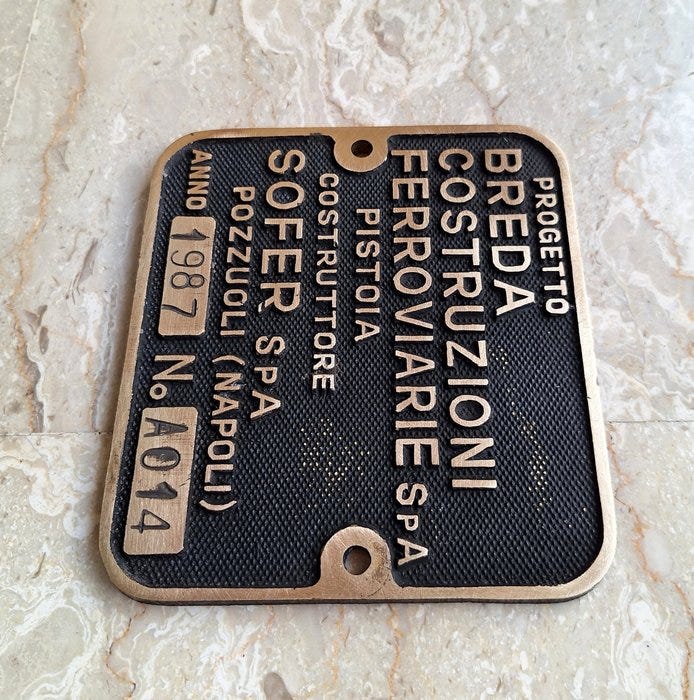 PROGETTO
BREDA
COSTRUZIONI
FERROVIARIE SPA
PISTOIA
COSTRUTTORE
SOFER SPA
POZZUOLI (NAPOLI)
ANNO 1987 No A014